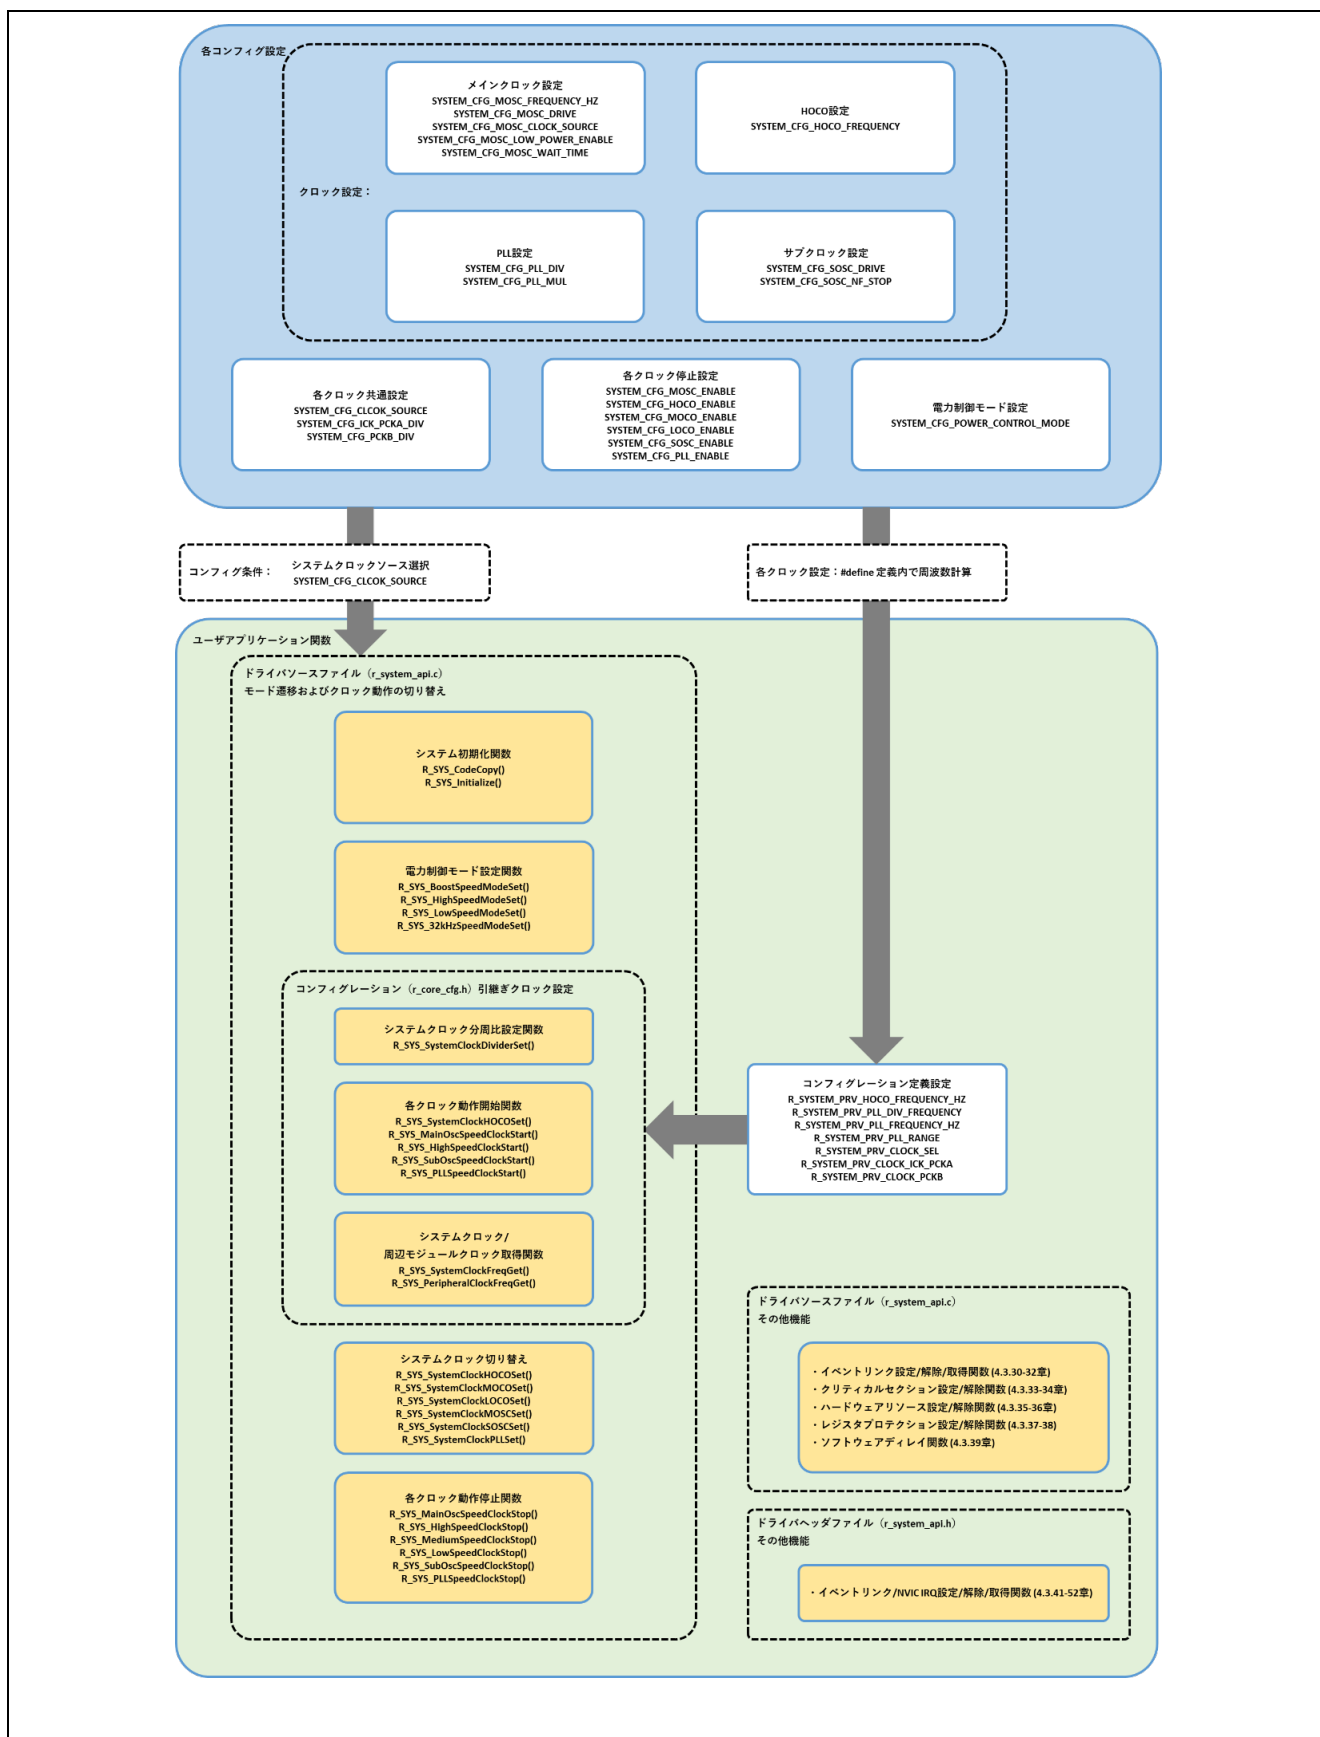 各コンフィグ設定
メインクロック設定
SYSTEM_CFG_MOSC_FREQUENCY_HZ
SYSTEM_CFG_MOSC_DRIVE
SYSTEM_CFG_MOSC_CLOCK_SOURCE
SYSTEM_CFG_MOSC_LOW_POWER_ENABLE
SYSTEM_CFG_MOSC_WAIT_TIME
HOCO設定
SYSTEM_CFG_HOCO_FREQUENCY
クロック設定：
PLL設定
SYSTEM_CFG_PLL_DIV
SYSTEM_CFG_PLL_MUL
サブクロック設定
SYSTEM_CFG_SOSC_DRIVE
SYSTEM_CFG_SOSC_NF_STOP
各クロック共通設定
SYSTEM_CFG_CLCOK_SOURCE
SYSTEM_CFG_ICK_PCKA_DIV
SYSTEM_CFG_PCKB_DIV
各クロック停止設定
SYSTEM_CFG_MOSC_ENABLE
SYSTEM_CFG_HOCO_ENABLE
SYSTEM_CFG_MOCO_ENABLE
SYSTEM_CFG_LOCO_ENABLE
SYSTEM_CFG_SOSC_ENABLE
SYSTEM_CFG_PLL_ENABLE
電力制御モード設定
SYSTEM_CFG_POWER_CONTROL_MODE
コンフィグ条件：
システムクロックソース選択
SYSTEM_CFG_CLCOK_SOURCE
各クロック設定：#define 定義内で周波数計算
ユーザアプリケーション関数
ドライバソースファイル（r_system_api.c）
モード遷移およびクロック動作の切り替え
システム初期化関数
R_SYS_CodeCopy()
R_SYS_Initialize()
電力制御モード設定関数
R_SYS_BoostSpeedModeSet()
R_SYS_HighSpeedModeSet()
R_SYS_LowSpeedModeSet()
R_SYS_32kHzSpeedModeSet()
コンフィグレーション（r_core_cfg.h）引継ぎクロック設定
システムクロック分周比設定関数
R_SYS_SystemClockDividerSet()
各クロック動作開始関数
R_SYS_SystemClockHOCOSet()
R_SYS_MainOscSpeedClockStart()
R_SYS_HighSpeedClockStart()
R_SYS_SubOscSpeedClockStart()
R_SYS_PLLSpeedClockStart()
システムクロック/
周辺モジュールクロック取得関数
R_SYS_SystemClockFreqGet()
R_SYS_PeripheralClockFreqGet()
システムクロック切り替え
R_SYS_SystemClockHOCOSet()
R_SYS_SystemClockMOCOSet()
R_SYS_SystemClockLOCOSet()
R_SYS_SystemClockMOSCSet()
R_SYS_SystemClockSOSCSet()
R_SYS_SystemClockPLLSet()
各クロック動作停止関数
R_SYS_MainOscSpeedClockStop()
R_SYS_HighSpeedClockStop()
R_SYS_MediumSpeedClockStop()
R_SYS_LowSpeedClockStop()
R_SYS_SubOscSpeedClockStop()
R_SYS_PLLSpeedClockStop()
コンフィグレーション定義設定
R_SYSTEM_PRV_HOCO_FREQUENCY_HZ
R_SYSTEM_PRV_PLL_DIV_FREQUENCY
R_SYSTEM_PRV_PLL_FREQUENCY_HZ
R_SYSTEM_PRV_PLL_RANGE
R_SYSTEM_PRV_CLOCK_SEL
R_SYSTEM_PRV_CLOCK_ICK_PCKA
R_SYSTEM_PRV_CLOCK_PCKB
ドライバソースファイル（r_system_api.c）
その他機能
・イベントリンク設定/解除/取得関数 (4.3.30-32章)
・クリティカルセクション設定/解除関数 (4.3.33-34章)
・ハードウェアリソース設定/解除関数 (4.3.35-36章)
・レジスタプロテクション設定/解除関数 (4.3.37-38)
・ソフトウェアディレイ関数 (4.3.39章)
ドライバヘッダファイル（r_system_api.h）
その他機能
・イベントリンク/NVIC IRQ設定/解除/取得関数 (4.3.41-52章)